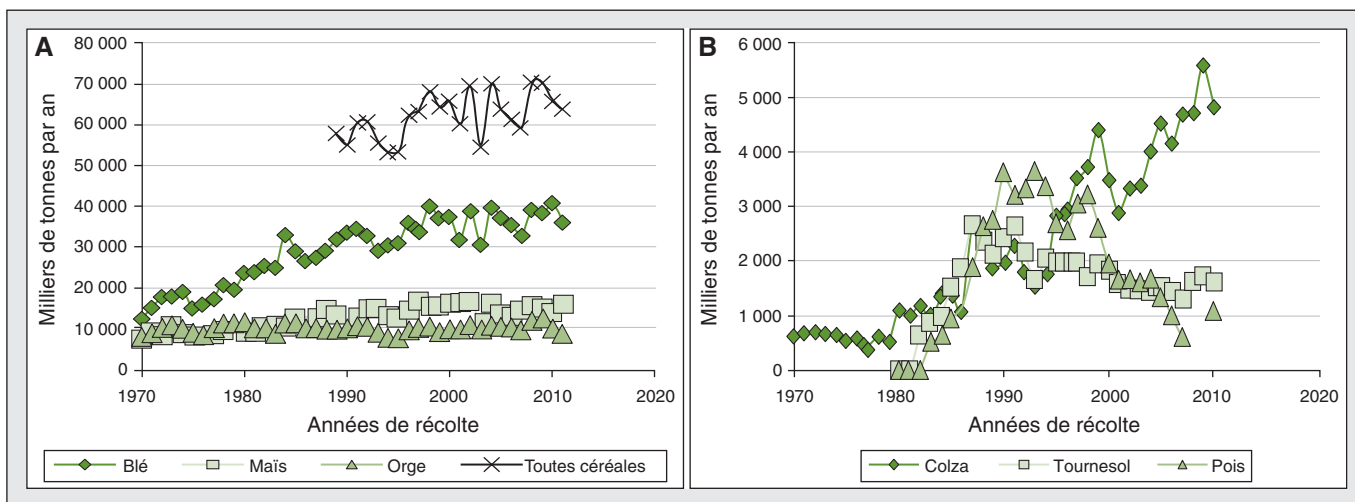 A
80 000
70 000
60 000
50 000
40 000
30 000
20 000
10 000
0
Milliers de tonnes par an
1970 1980 1990 2000 2010 2020
Années de récolte
Blé Maïs Orge Toutes céréales
B
6 000
5 000
4 000
3 000
2 000
1 000
0
Milliers de tonnes par an
1970 1980 1990 2000 2010 2020
Années de récolte
Colza Tournesol Pois